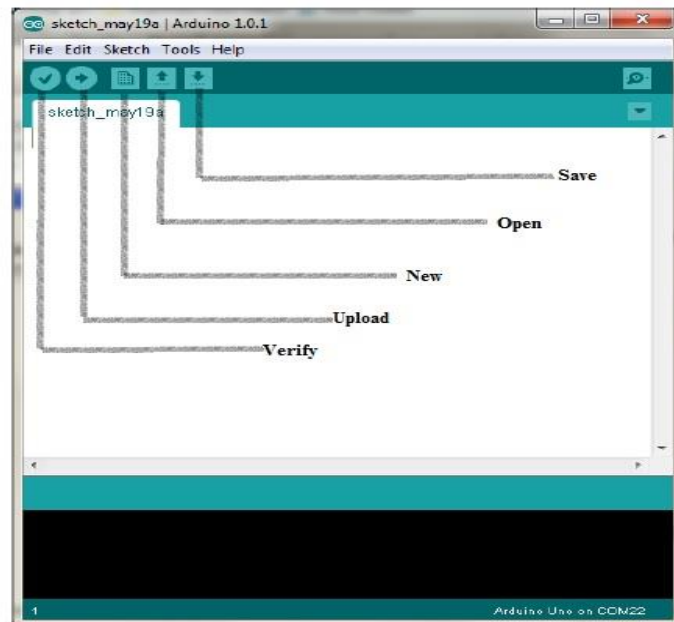 sketch_may19a | Arduino 1.0.1
File Edit Sketch Tools Help
sketch_may19a
Save
Open
New
Upload
Verify
1
Arduino Uno on COM22